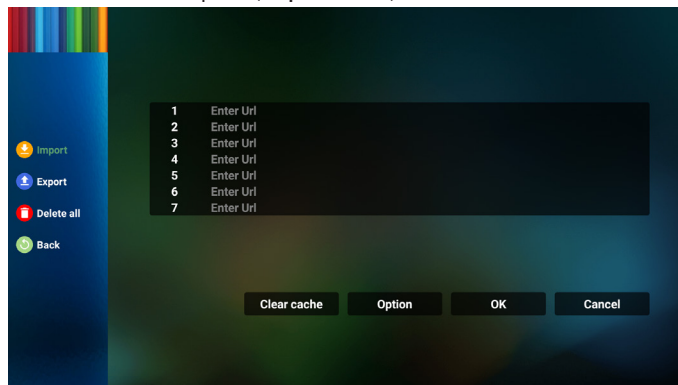 Import
Export
Delete all
Back
1 Enter Url
2 Enter Url
3 Enter Url
4 Enter Url
5 Enter Url
6 Enter Url
7 Enter Url
Clear cache Option OK Cancel